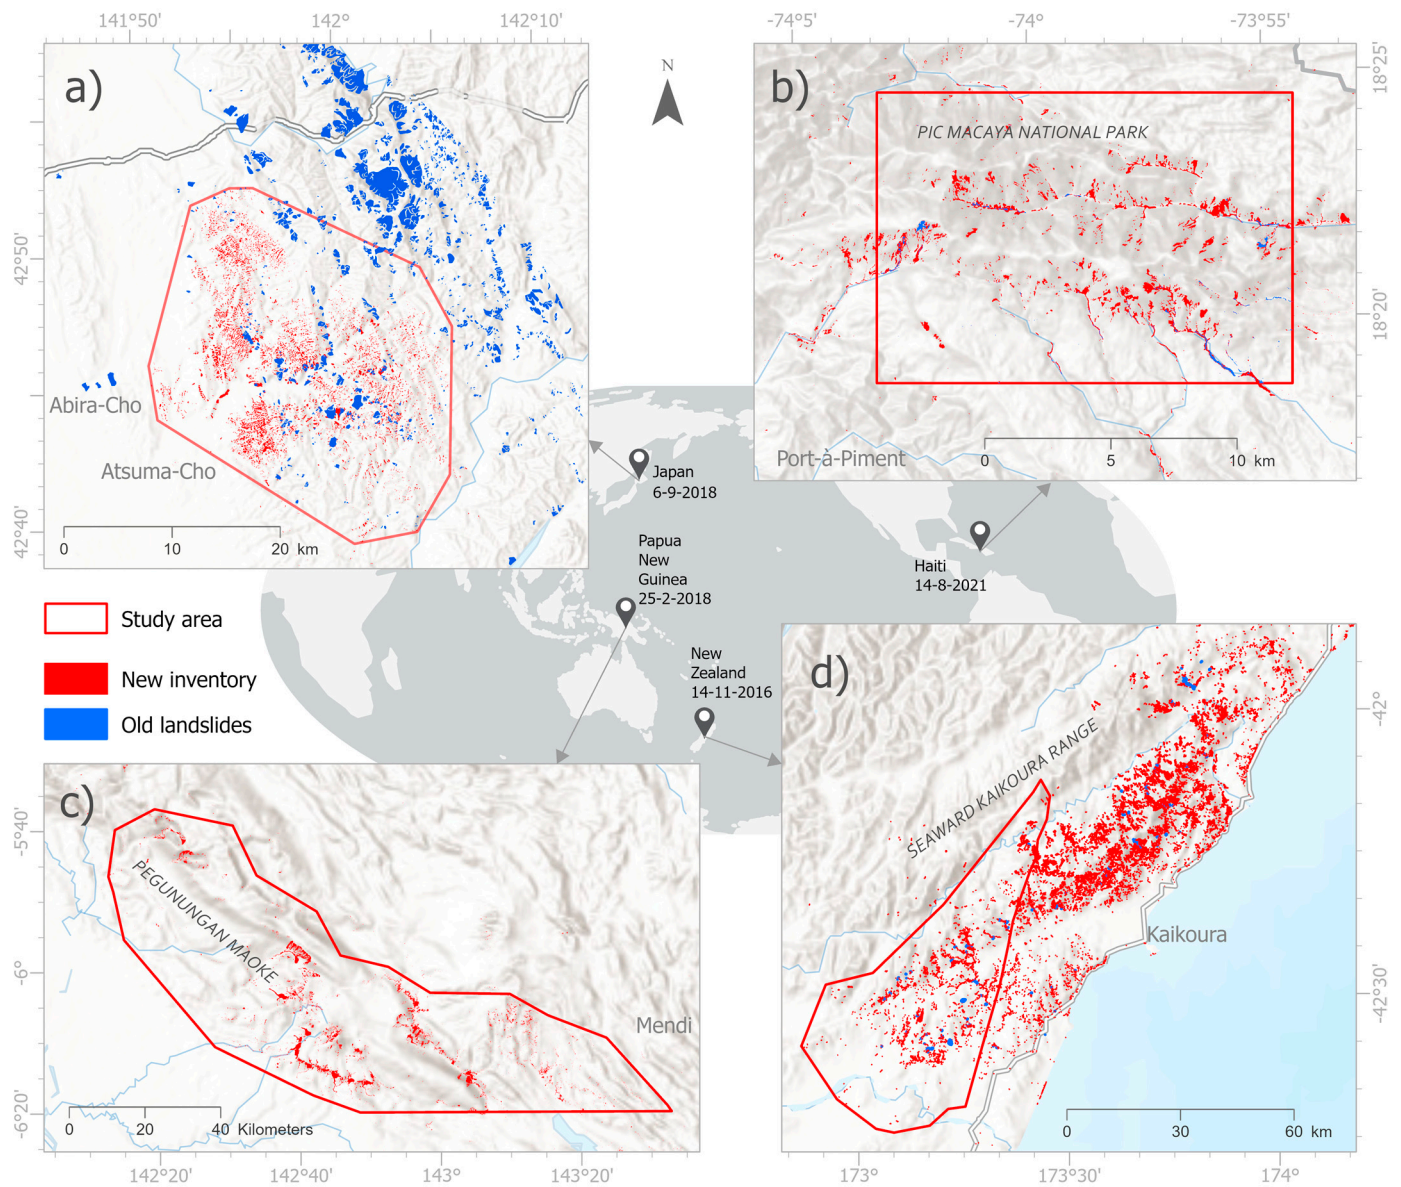 141°50'
142°
142°10'
a)
42°50'
42°40'
Abira-Cho
Atsuma-Cho
0
10
20 km
N
-74°5'
-74°
-73°55'
b)
PIC MACAYA NATIONAL PARK
18°25'
18°20'
Port-à-Piment
0
5
10 km
Japan
6-9-2018
Papua
New
Guinea
25-2-2018
Haiti
14-8-2021
New
Zealand
14-11-2016
Study area
New inventory
Old landslides
c)
PEGUNUNGAN MAOKE
Mendi
-5°40'
-6°
-6°20'
0
20
40 Kilometers
142°20'
142°40'
143°
143°20'
d)
SEAWARD KAIKOURA RANGE
Kaikoura
-42°
-42°30'
0
30
60 km
173°
173°30'
174°